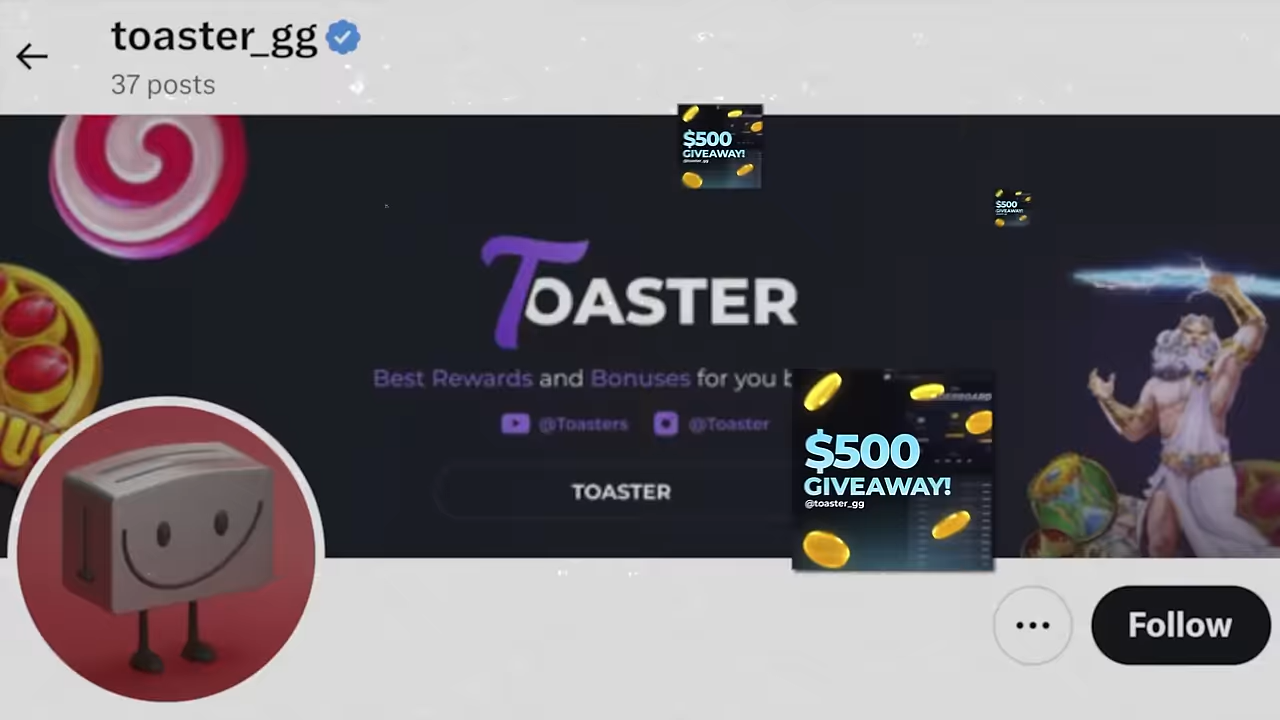 toaster_gg
37 posts
$500
GIVEAWAY!
@toaster_gg
$500
GIVEAWAY!
TOASTER
Best Rewards and Bonuses for you b
@Toasters @Toaster
$500
GIVEAWAY!
@toaster_gg
TOASTER
Follow